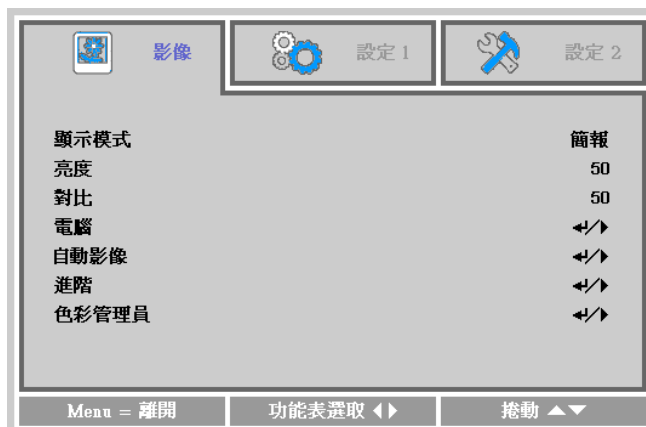 影像 設定 1 設定 2
顯示模式 簡報
亮度 50
對比 50
電腦 ↵/▶
自動影像 ↵/▶
進階 ↵/▶
色彩管理員 ↵/▶
Menu = 離開 功能表選取 ◀▶ 捲動 ▲▼